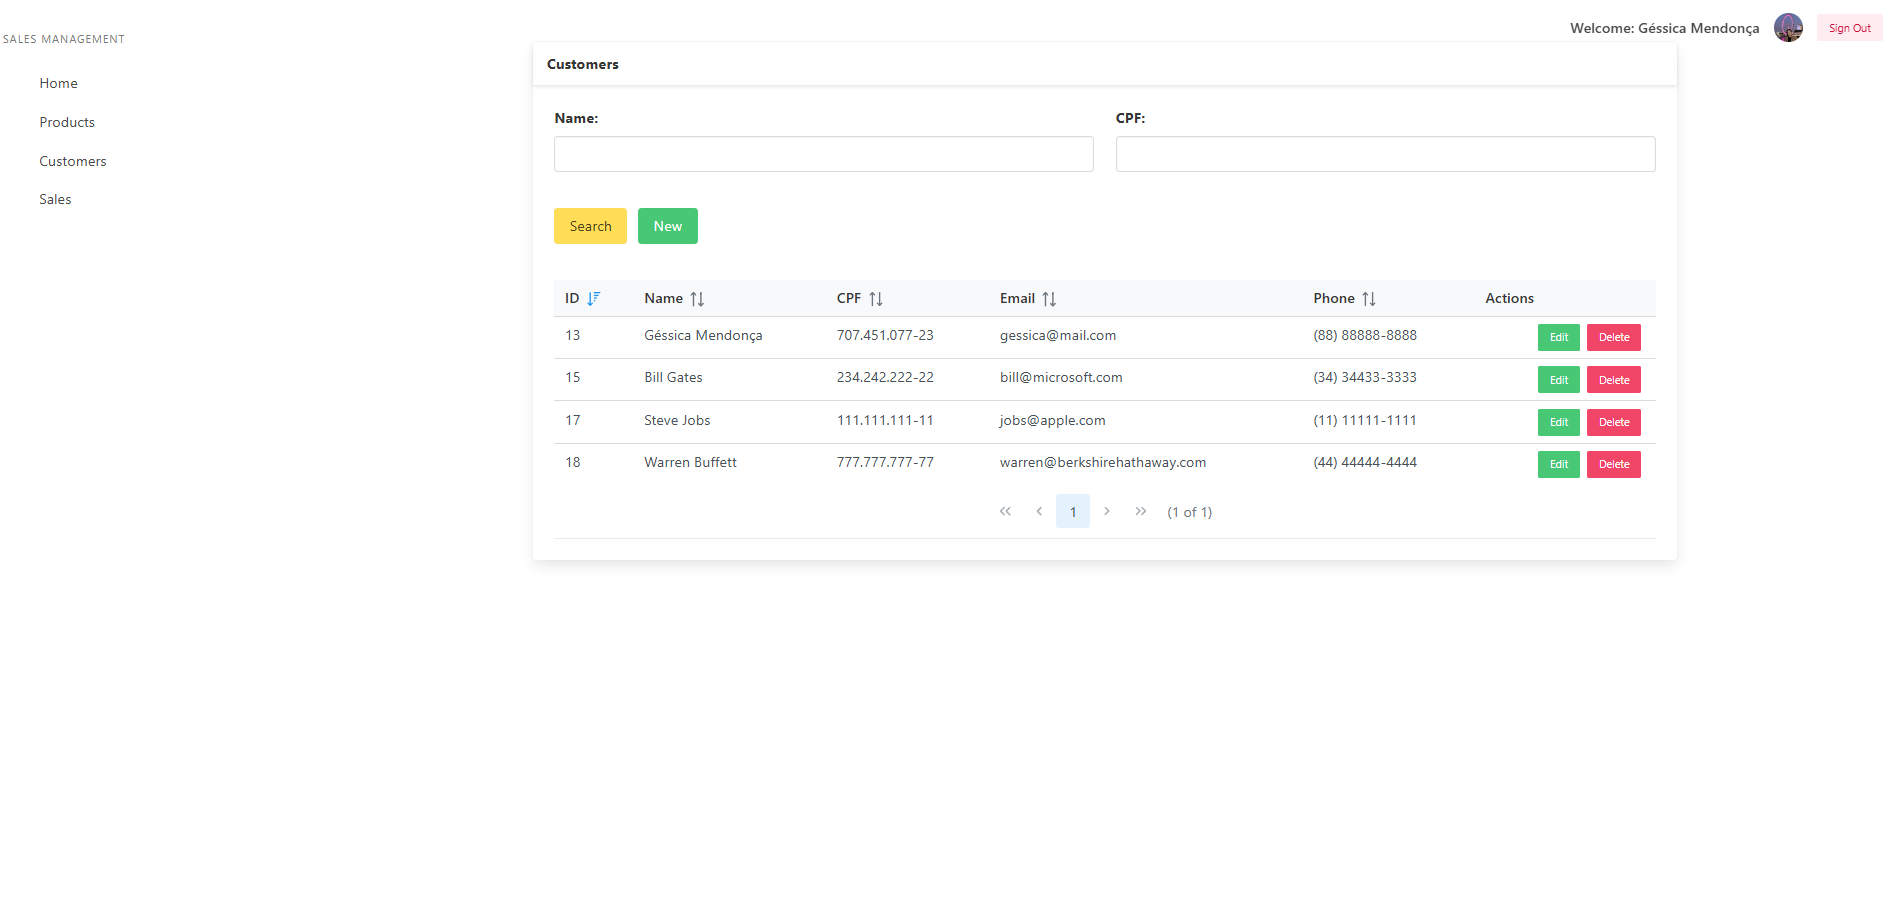 Welcome: Géssica Mendonça Sign Out
SALES MANAGEMENT
Home
Products
Customers
Sales
Customers
Name: CPF:
Search New
ID Name CPF Email Phone Actions
13 Géssica Mendonça 707.451.077-23 gessica@mail.com (88) 88888-8888 Edit Delete
15 Bill Gates 234.242.222-22 bill@microsoft.com (34) 34433-3333 Edit Delete
17 Steve Jobs 111.111.111-11 jobs@apple.com (11) 11111-1111 Edit Delete
18 Warren Buffett 777.777.777-77 warren@berkshirehathaway.com (44) 44444-4444 Edit Delete
1 (1 of 1)